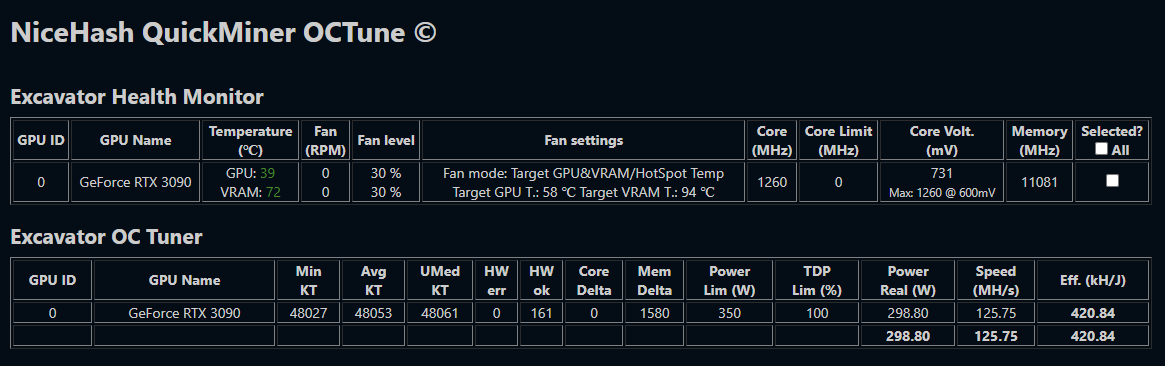 NiceHash QuickMiner OCTune ©
Excavator Health Monitor
GPU ID GPU Name Temperature (°C) Fan (RPM) Fan level Fan settings Core (MHz) Core Limit (MHz) Core Volt. (mV) Memory (MHz) Selected? All
0 GeForce RTX 3090 GPU: 39 0 30 % Fan mode: Target GPU&VRAM/HotSpot Temp 1260 0 731 11081
VRAM: 72 0 30 % Target GPU T.: 58 °C Target VRAM T.: 94 °C Max: 1260 @ 600mV
Excavator OC Tuner
GPU ID GPU Name Min KT Avg KT UMed KT HW err HW ok Core Delta Mem Delta Power Lim (W) TDP Lim (%) Power Real (W) Speed (MH/s) Eff. (kH/J)
0 GeForce RTX 3090 48027 48053 48061 0 161 0 1580 350 100 298.80 125.75 420.84
298.80 125.75 420.84